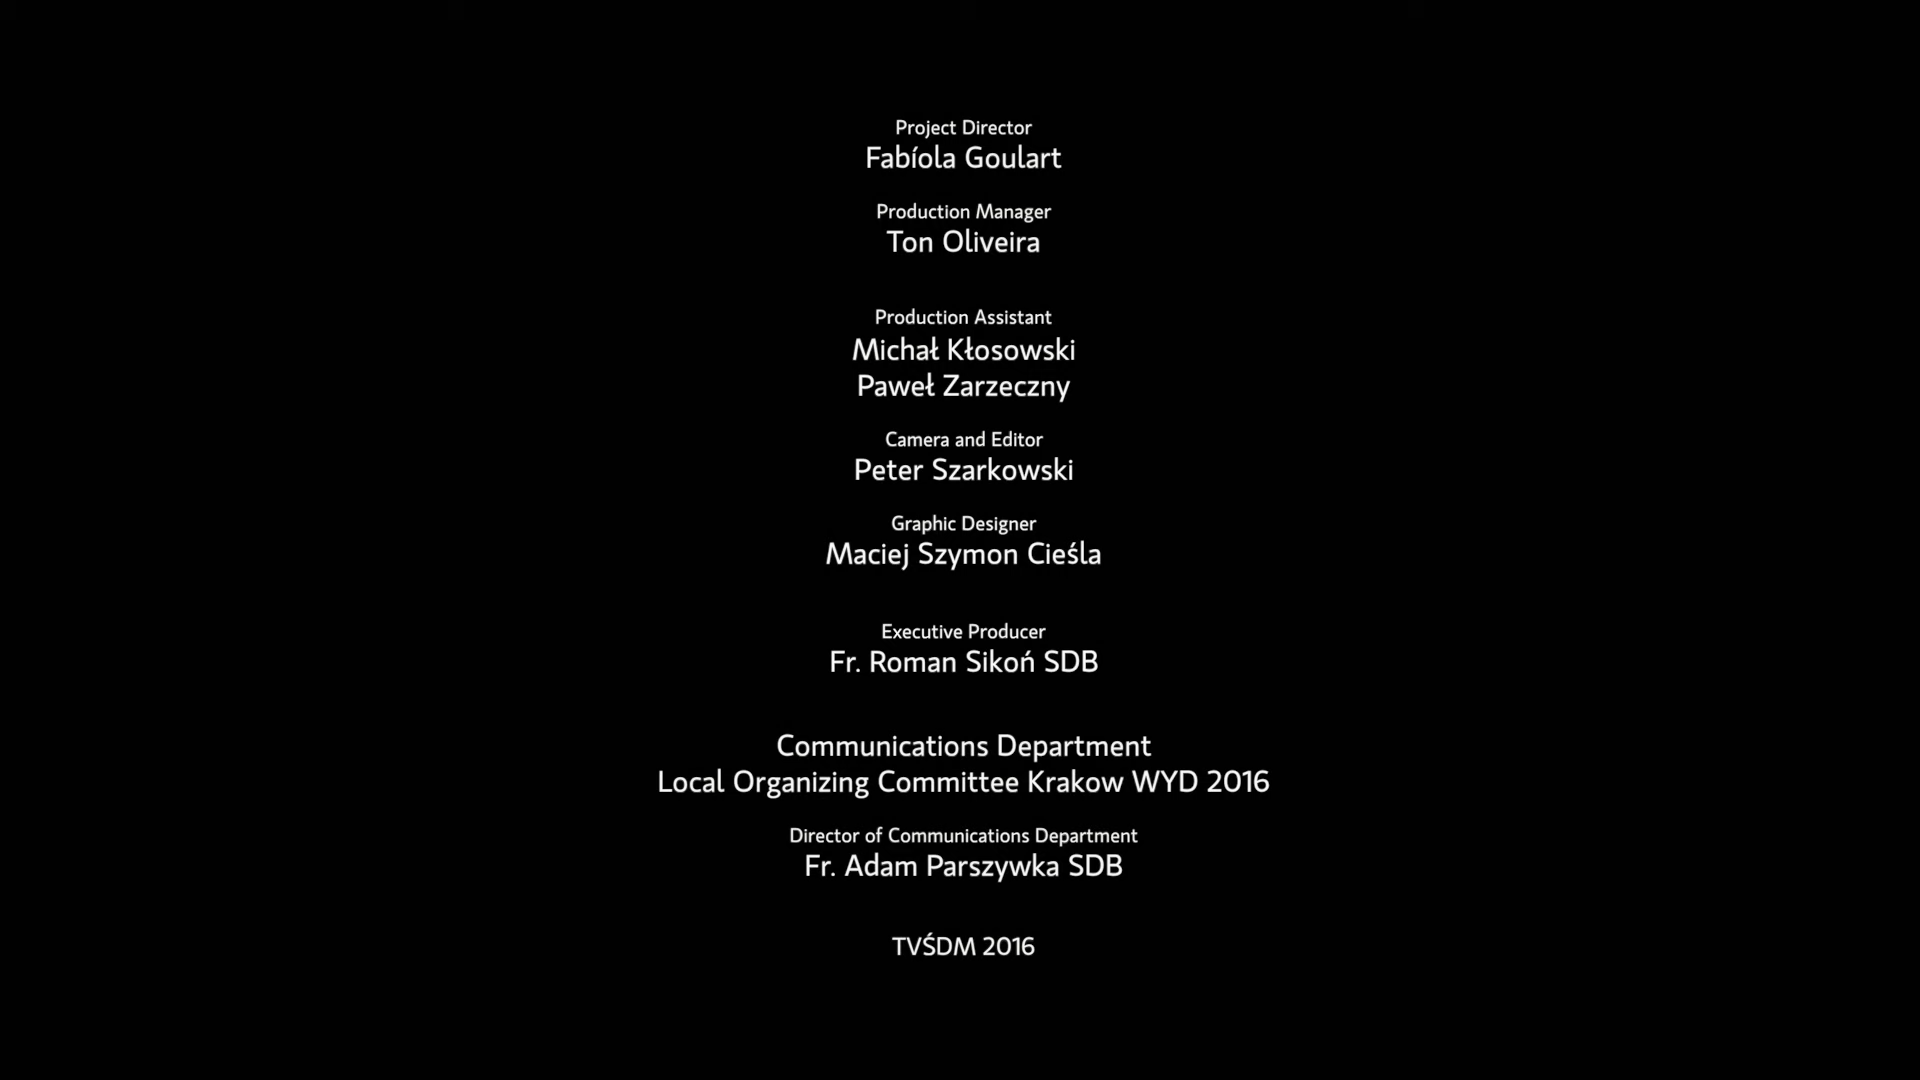 Project Director
Fabíola Goulart
Production Manager
Ton Oliveira
Production Assistant
Michał Kłosowski
Paweł Zarzeczny
Camera and Editor
Peter Szarkowski
Graphic Designer
Maciej Szymon Cieśla
Executive Producer
Fr. Roman Sikoń SDB
Communications Department
Local Organizing Committee Krakow WYD 2016
Director of Communications Department
Fr. Adam Parszywka SDB
TVŚDM 2016